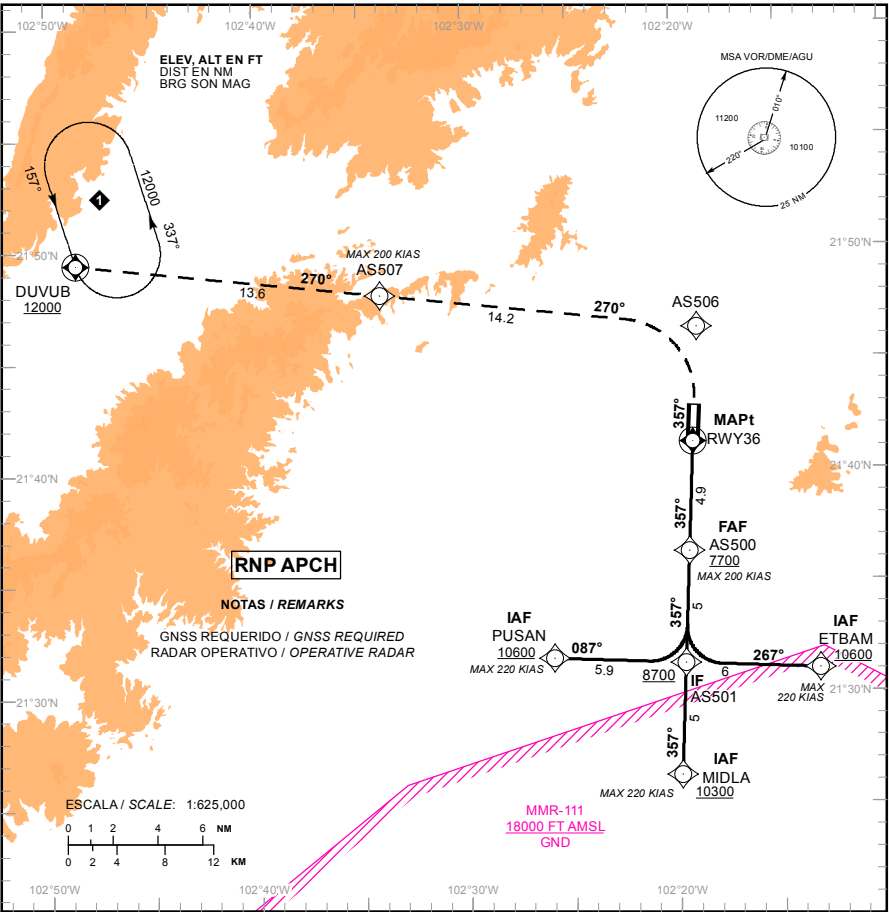 102°50'W
102°40'W
102°30'W
102°20'W
ELEV, ALT EN FT
DIST EN NM
BRG SON MAG
MSA VOR/DME/AGU
010°
11200
10100
220°
25 NM
157°
1
12000
337°
21°50'N
21°50'N
DUVUB
12000
13.6
270°
MAX 200 KIAS
AS507
14.2
270°
AS506
357°
MAPt
RWY36
21°40'N
21°40'N
4.9
357°
FAF
AS500
7700
MAX 200 KIAS
RNP APCH
NOTAS / REMARKS
GNSS REQUERIDO / GNSS REQUIRED
RADAR OPERATIVO / OPERATIVE RADAR
357°
5
IAF
PUSAN
10600
MAX 220 KIAS
087°
5.9
8700
IF
AS501
267°
6
IAF
ETBAM
10600
MAX
220 KIAS
21°30'N
21°30'N
357°
5
IAF
MIDLA
10300
MAX 220 KIAS
MMR-111
18000 FT AMSL
GND
ESCALA / SCALE: 1:625,000
0 1 2 4 6 NM
0 2 4 8 12 KM
102°50'W
102°40'W
102°30'W
102°20'W